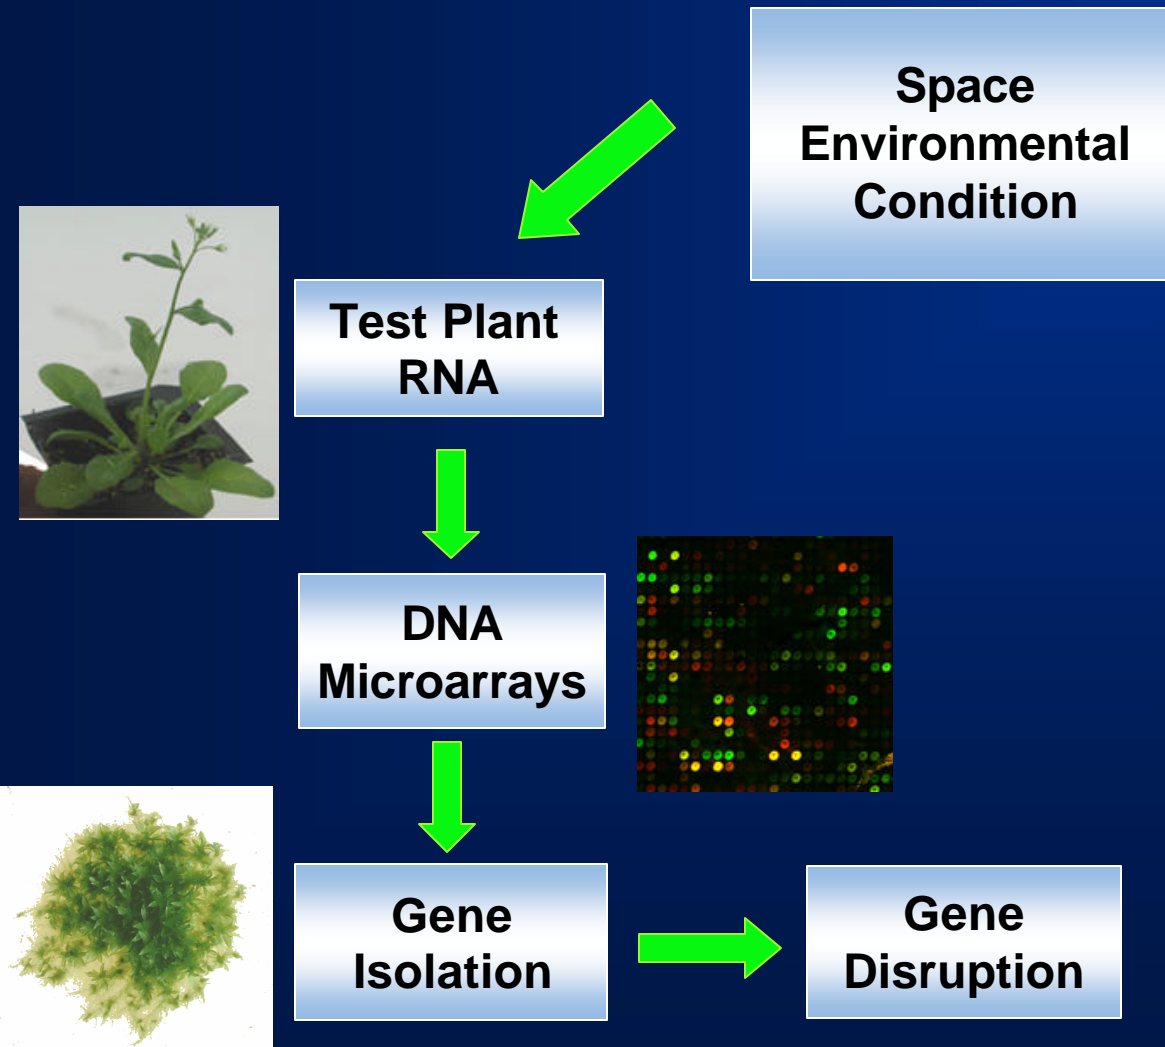 Space
Environmental
Condition
Test Plant
RNA
DNA
Microarrays
Gene
Isolation
Gene
Disruption